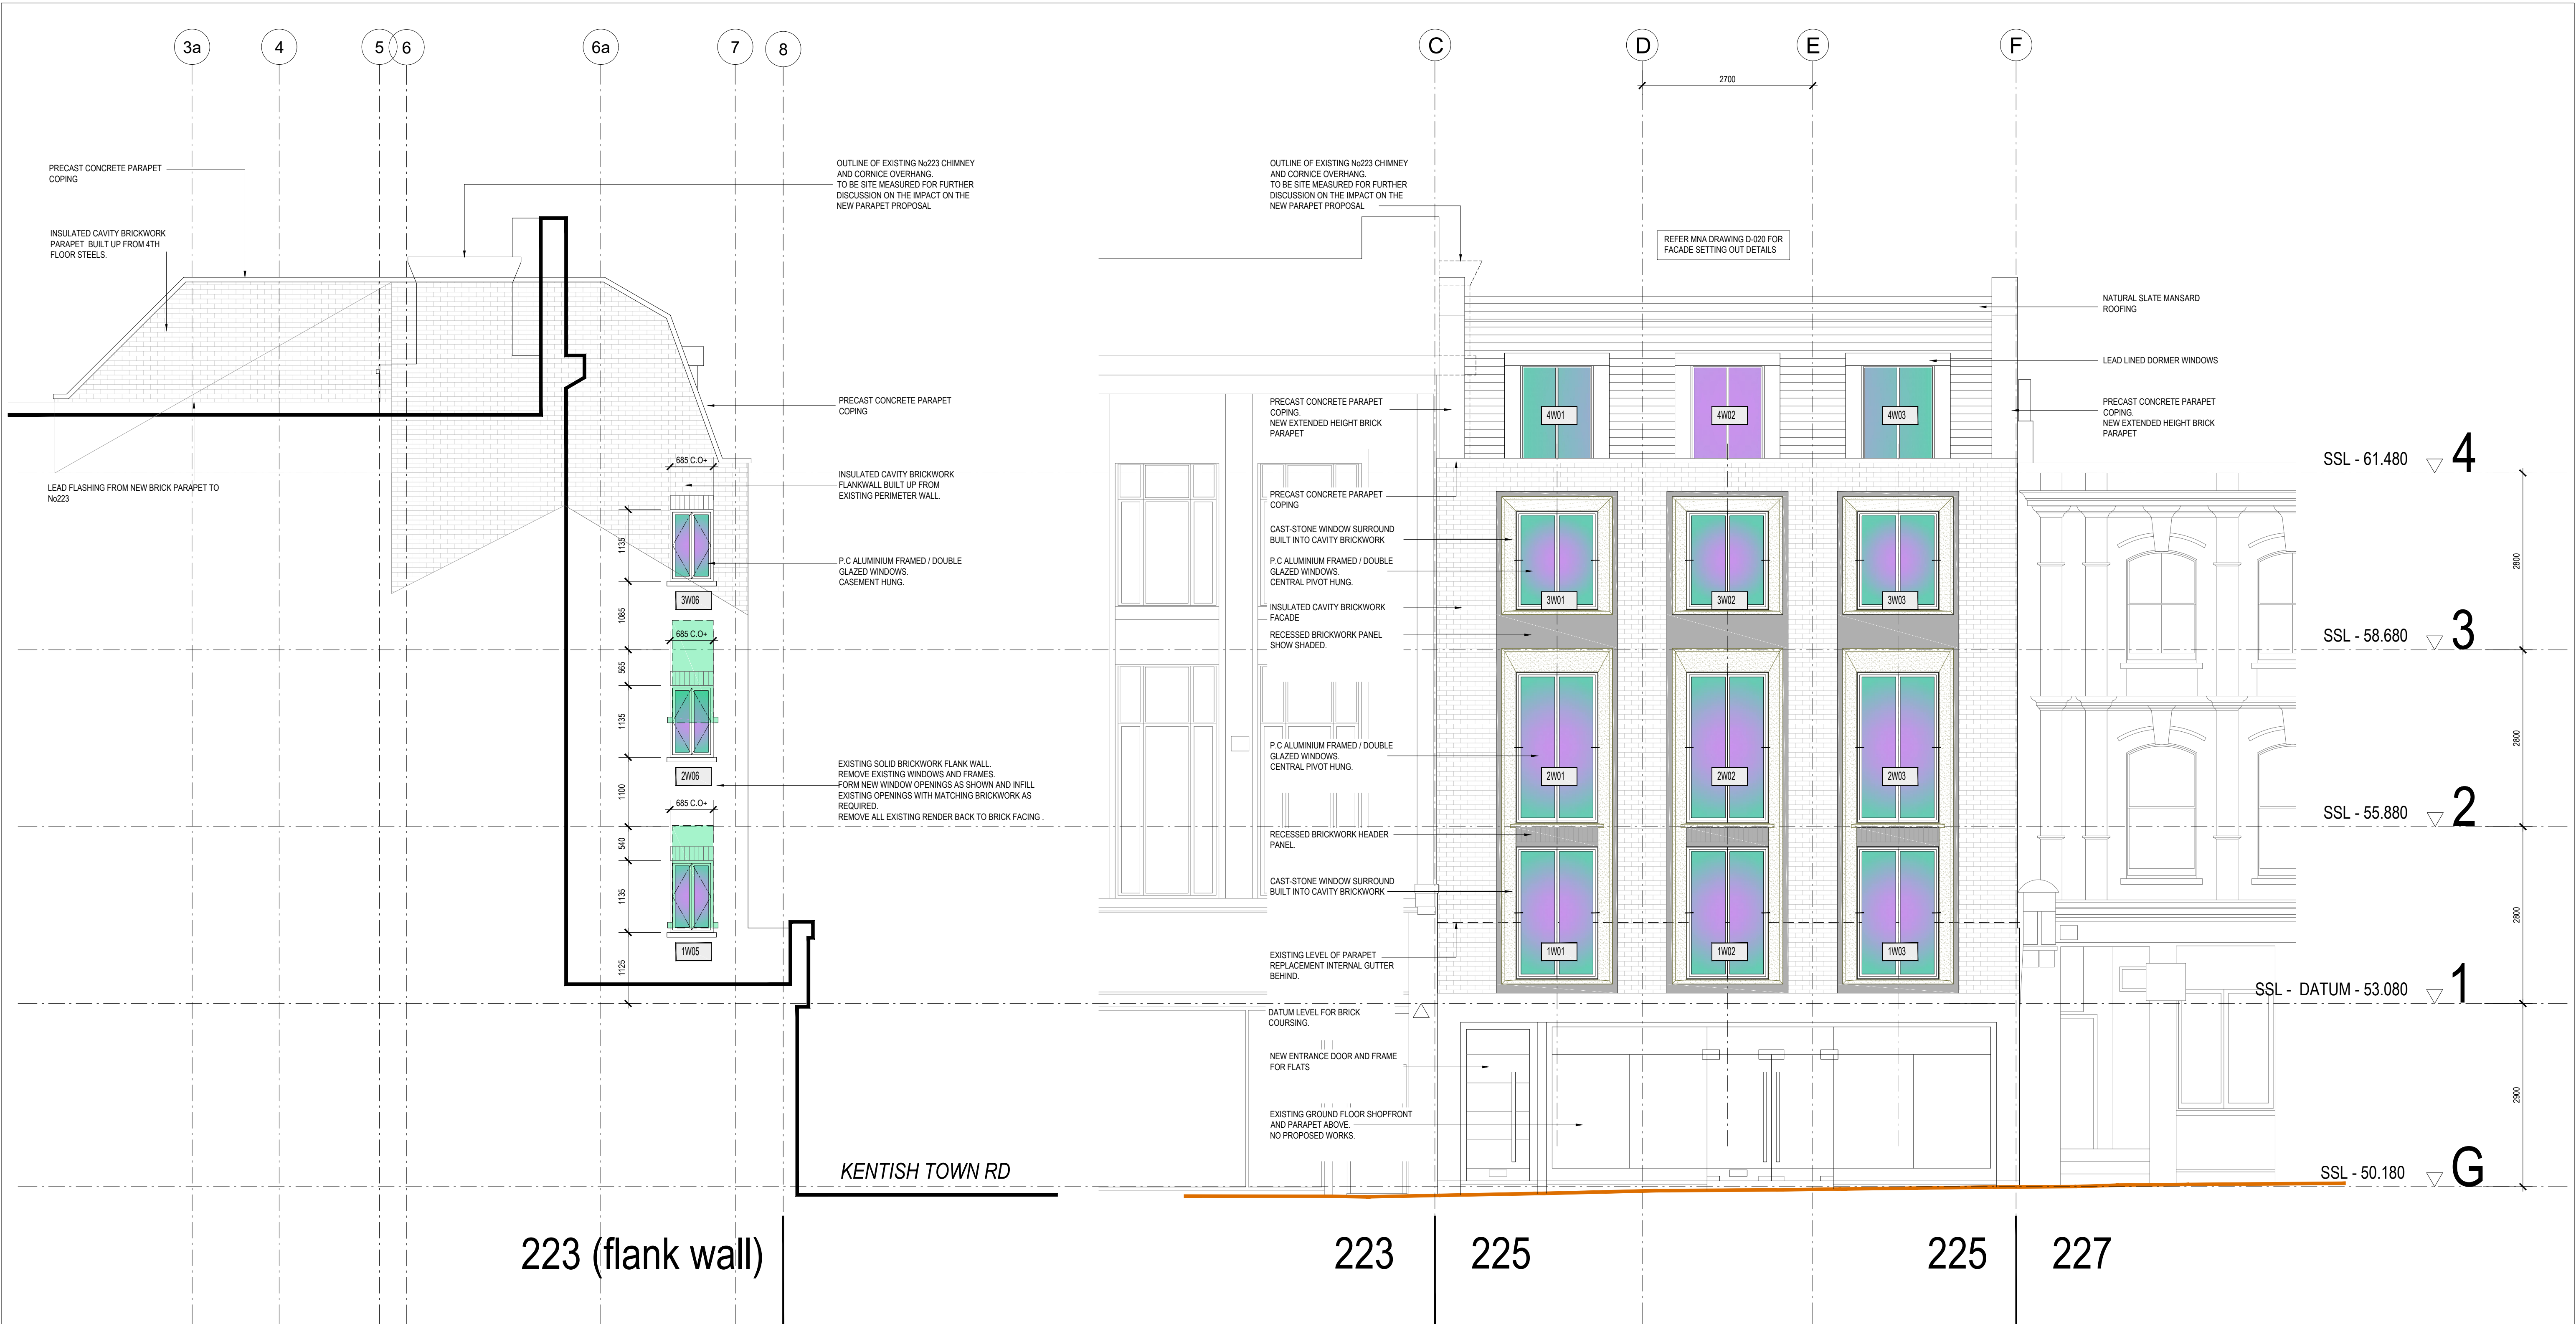 3a
4
5
6
6a
7
8
C
D
E
F
2700
PRECAST CONCRETE PARAPET
COPING
INSULATED CAVITY BRICKWORK
PARAPET BUILT UP FROM 4TH
FLOOR STEELS.
OUTLINE OF EXISTING No223 CHIMNEY
AND CORNICE OVERHANG.
TO BE SITE MEASURED FOR FURTHER
DISCUSSION ON THE IMPACT ON THE
NEW PARAPET PROPOSAL
PRECAST CONCRETE PARAPET
COPING
LEAD FLASHING FROM NEW BRICK PARAPET TO
No223
685 C.O+
INSULATED CAVITY BRICKWORK
FLANKWALL BUILT UP FROM
EXISTING PERIMETER WALL.
1135
P.C ALUMINIUM FRAMED / DOUBLE
GLAZED WINDOWS.
CASEMENT HUNG.
3W06
1085
685 C.O+
565
1135
2W06
EXISTING SOLID BRICKWORK FLANK WALL.
REMOVE EXISTING WINDOWS AND FRAMES.
FORM NEW WINDOW OPENINGS AS SHOWN AND INFILL
EXISTING OPENINGS WITH MATCHING BRICKWORK AS
REQUIRED.
REMOVE ALL EXISTING RENDER BACK TO BRICK FACING .
1100
685 C.O+
540
1135
1W05
1125
KENTISH TOWN RD
223 (flank wall)
OUTLINE OF EXISTING No223 CHIMNEY
AND CORNICE OVERHANG.
TO BE SITE MEASURED FOR FURTHER
DISCUSSION ON THE IMPACT ON THE
NEW PARAPET PROPOSAL
REFER MNA DRAWING D-020 FOR
FACADE SETTING OUT DETAILS
NATURAL SLATE MANSARD
ROOFING
LEAD LINED DORMER WINDOWS
PRECAST CONCRETE PARAPET
COPING.
NEW EXTENDED HEIGHT BRICK
PARAPET
4W01
4W02
4W03
PRECAST CONCRETE PARAPET
COPING.
NEW EXTENDED HEIGHT BRICK
PARAPET
SSL - 61.480
4
PRECAST CONCRETE PARAPET
COPING
CAST-STONE WINDOW SURROUND
BUILT INTO CAVITY BRICKWORK
P.C ALUMINIUM FRAMED / DOUBLE
GLAZED WINDOWS.
CENTRAL PIVOT HUNG.
2800
3W01
3W02
3W03
INSULATED CAVITY BRICKWORK
FACADE
RECESSED BRICKWORK PANEL
SHOW SHADED.
SSL - 58.680
3
P.C ALUMINIUM FRAMED / DOUBLE
GLAZED WINDOWS.
CENTRAL PIVOT HUNG.
2800
2W01
2W02
2W03
SSL - 55.880
2
RECESSED BRICKWORK HEADER
PANEL.
CAST-STONE WINDOW SURROUND
BUILT INTO CAVITY BRICKWORK
2800
1W01
1W02
1W03
EXISTING LEVEL OF PARAPET
REPLACEMENT INTERNAL GUTTER
BEHIND.
SSL - DATUM - 53.080
1
DATUM LEVEL FOR BRICK
COURSING.
NEW ENTRANCE DOOR AND FRAME
FOR FLATS
2900
EXISTING GROUND FLOOR SHOPFRONT
AND PARAPET ABOVE.
NO PROPOSED WORKS.
SSL - 50.180
G
223
225
225
227